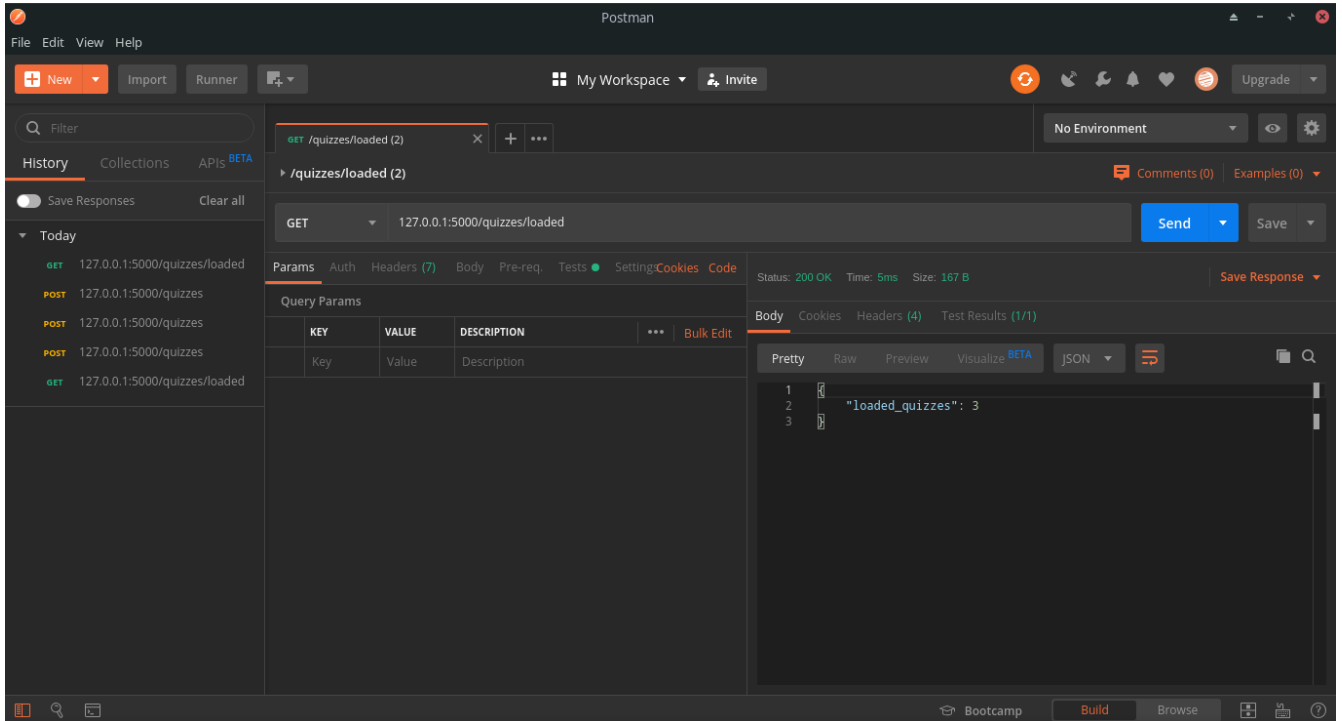 Postman
File Edit View Help
New Import Runner My Workspace Invite Upgrade
Filter
History Collections APIs BETA
Save Responses Clear all
Today
GET 127.0.0.1:5000/quizzes/loaded
POST 127.0.0.1:5000/quizzes
POST 127.0.0.1:5000/quizzes
POST 127.0.0.1:5000/quizzes
GET 127.0.0.1:5000/quizzes/loaded
GET /quizzes/loaded (2)
No Environment
/quizzes/loaded (2) Comments (0) Examples (0)
GET 127.0.0.1:5000/quizzes/loaded Send Save
Params Auth Headers (7) Body Pre-req. Tests Settings Cookies Code
Query Params
KEY VALUE DESCRIPTION Bulk Edit
Key Value Description
Status: 200 OK Time: 5ms Size: 167 B Save Response
Body Cookies Headers (4) Test Results (1/1)
Pretty Raw Preview Visualize BETA JSON
1 {
2 "loaded_quizzes": 3
3 }
Bootcamp Build Browse